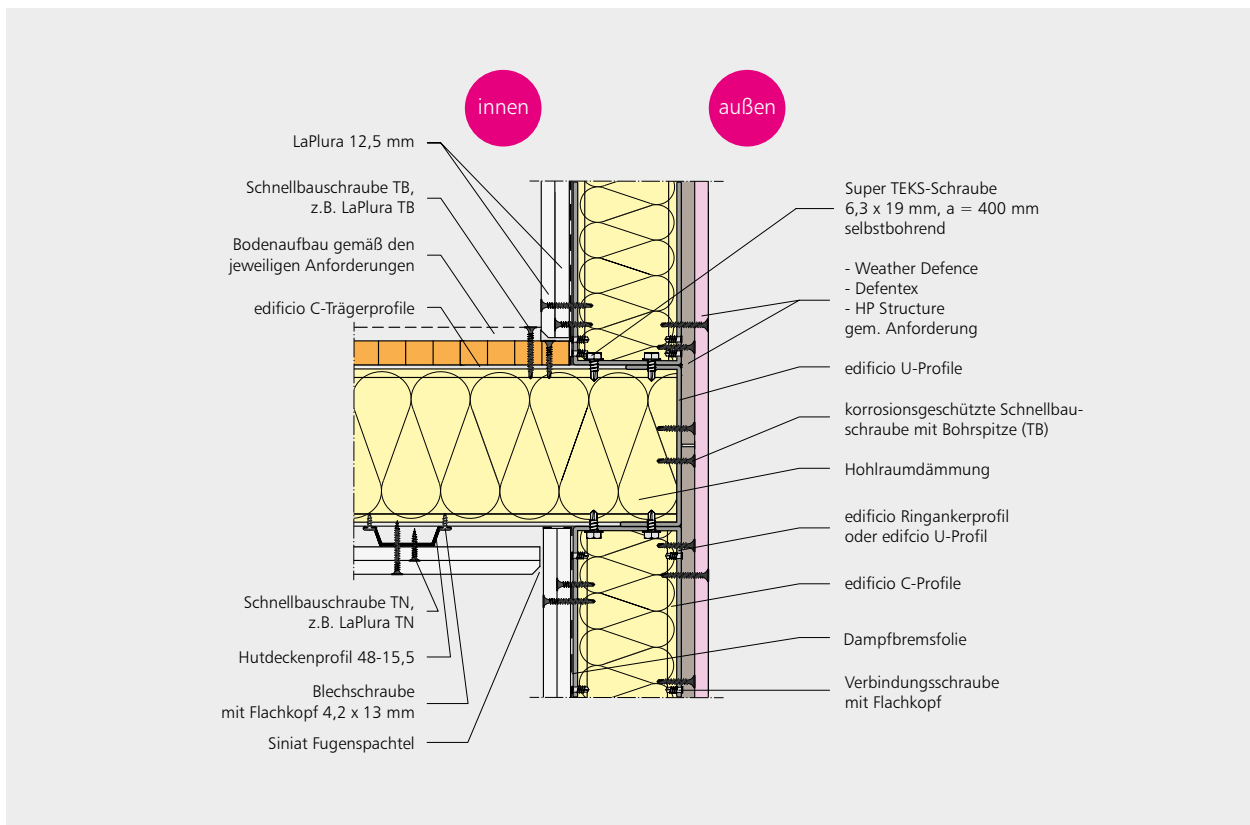 innen
außen
LaPlura 12,5 mm
Schnellbauschraube TB,
z.B. LaPlura TB
Bodenaufbau gemäß den
jeweiligen Anforderungen
edificio C-Trägerprofile
Schnellbauschraube TN,
z.B. LaPlura TN
Hutdeckenprofil 48-15,5
Blechschraube
mit Flachkopf 4,2 x 13 mm
Siniat Fugenspachtel
Super TEKS-Schraube
6,3 x 19 mm, a = 400 mm
selbstbohrend
- Weather Defence
- Defentex
- HP Structure
gem. Anforderung
edificio U-Profile
korrosionsgeschützte Schnellbau-
schraube mit Bohrspitze (TB)
Hohlraumdämmung
edificio Ringankerprofil
oder edifcio U-Profil
edificio C-Profile
Dampfbremsfolie
Verbindungsschraube
mit Flachkopf